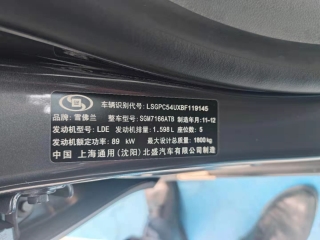 车辆识别代号: LSGPC54UXBF119145
品牌: 雪佛兰 整车型号: SGM7166ATB 制造年月: 11-12
发动机型号: LDE 发动机排量: 1.598L 座位数: 5
发动机额定功率: 89 kW 最大设计总质量: 1800kg
中国 上海通用(沈阳)北盛汽车有限公司制造